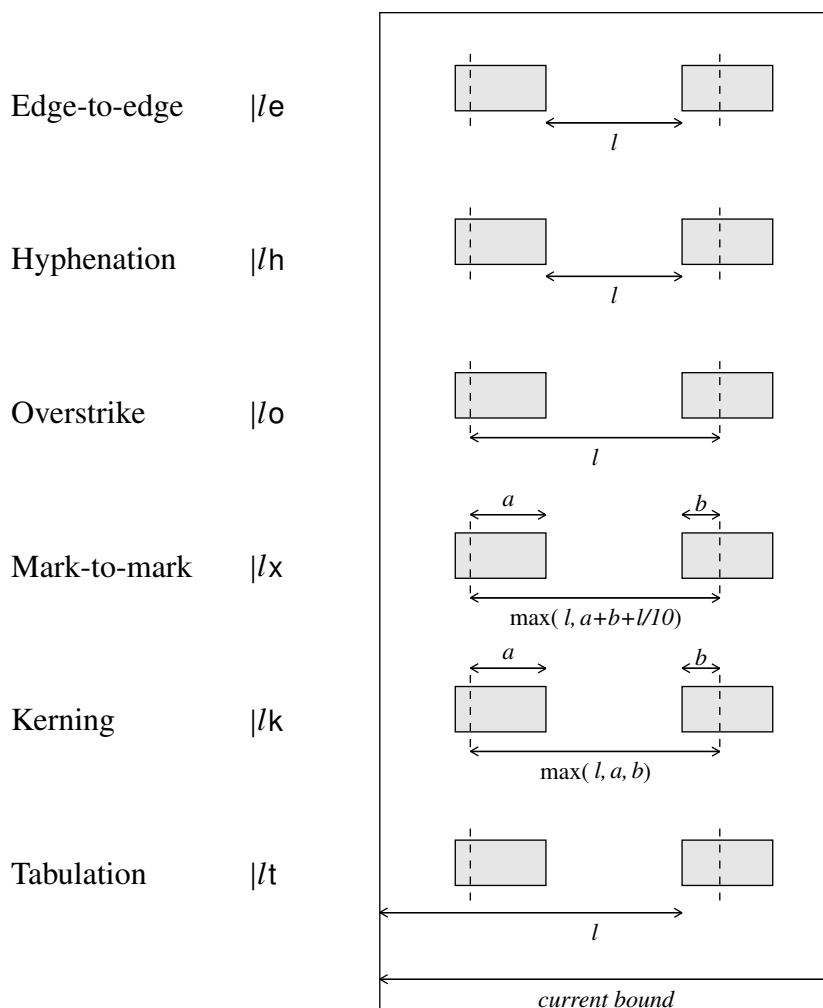 Edge-to-edge |le
l
Hyphenation |lh
l
Overstrike |lo
l
a b
Mark-to-mark |lx
max( l, a+b+l/10)
a b
Kerning |lk
max( l, a, b)
Tabulation |lt
l
current bound